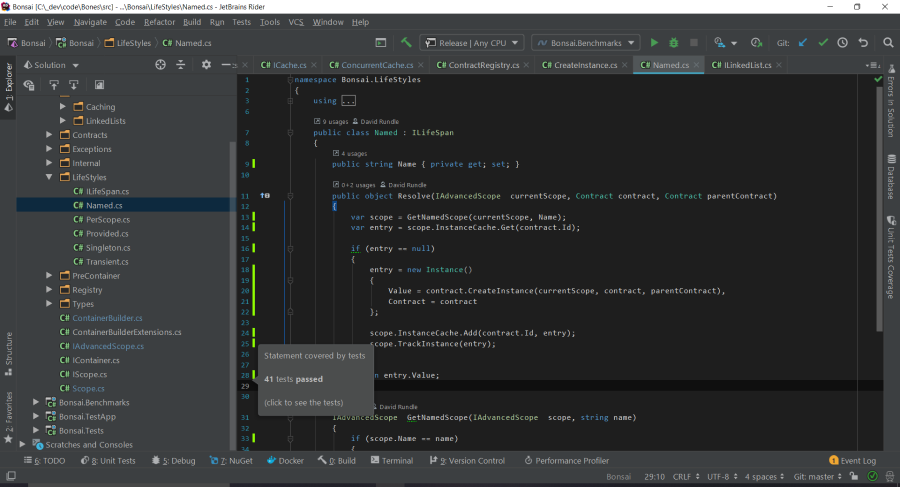 Bonsai [C:\_dev\code\Bones\src] - ...\Bonsai\LifeStyles\Named.cs - JetBrains Rider
File Edit View Navigate Code Refactor Build Run Tests Tools VCS Window Help
Bonsai Bonsai LifeStyles Named.cs Release | Any CPU Bonsai.Benchmarks Git:
Solution ICache.cs ConcurrentCache.cs ContractRegistry.cs CreateInstance.cs Named.cs ILinkedList.cs
1: Explorer
Caching
LinkedLists
Contracts
Exceptions
Internal
LifeStyles
ILifeSpan.cs
Named.cs
PerScope.cs
Provided.cs
Singleton.cs
Transient.cs
PreContainer
Registry
Types
ContainerBuilder.cs
ContainerBuilderExtensions.cs
IAdvancedScope.cs
IContainer.cs
IScope.cs
Scope.cs
Bonsai.Benchmarks
Bonsai.TestApp
Bonsai.Tests
Scratches and Consoles
Structure
2: Favorites
1 namespace Bonsai.LifeStyles
2 {
3 using ...
6
9 usages David Rundle
7 public class Named : ILifeSpan
8 {
4 usages
9 public string Name { private get; set; }
10
0+2 usages David Rundle
11 public object Resolve(IAdvancedScope currentScope, Contract contract, Contract parentContract)
12 {
13 var scope = GetNamedScope(currentScope, Name);
14 var entry = scope.InstanceCache.Get(contract.Id);
15
16 if (entry == null)
17 {
18 entry = new Instance()
19 {
20 Value = contract.CreateInstance(currentScope, contract, parentContract),
21 Contract = contract
22 };
23
24 scope.InstanceCache.Add(contract.Id, entry);
25 scope.TrackInstance(entry);
26
27
28 n entry.Value;
29
30
Statement covered by tests
41 tests passed
(click to see the tests)
David Rundle
31 IAdvancedScope GetNamedScope(IAdvancedScope scope, string name)
32 {
33 if (scope.Name == name)
34 {
Errors In Solution
Database
Unit Tests Coverage
6: TODO 8: Unit Tests 5: Debug 7: NuGet Docker 0: Build Terminal 9: Version Control Performance Profiler 1 Event Log
Bonsai 29:10 CRLF UTF-8 4 spaces Git: master